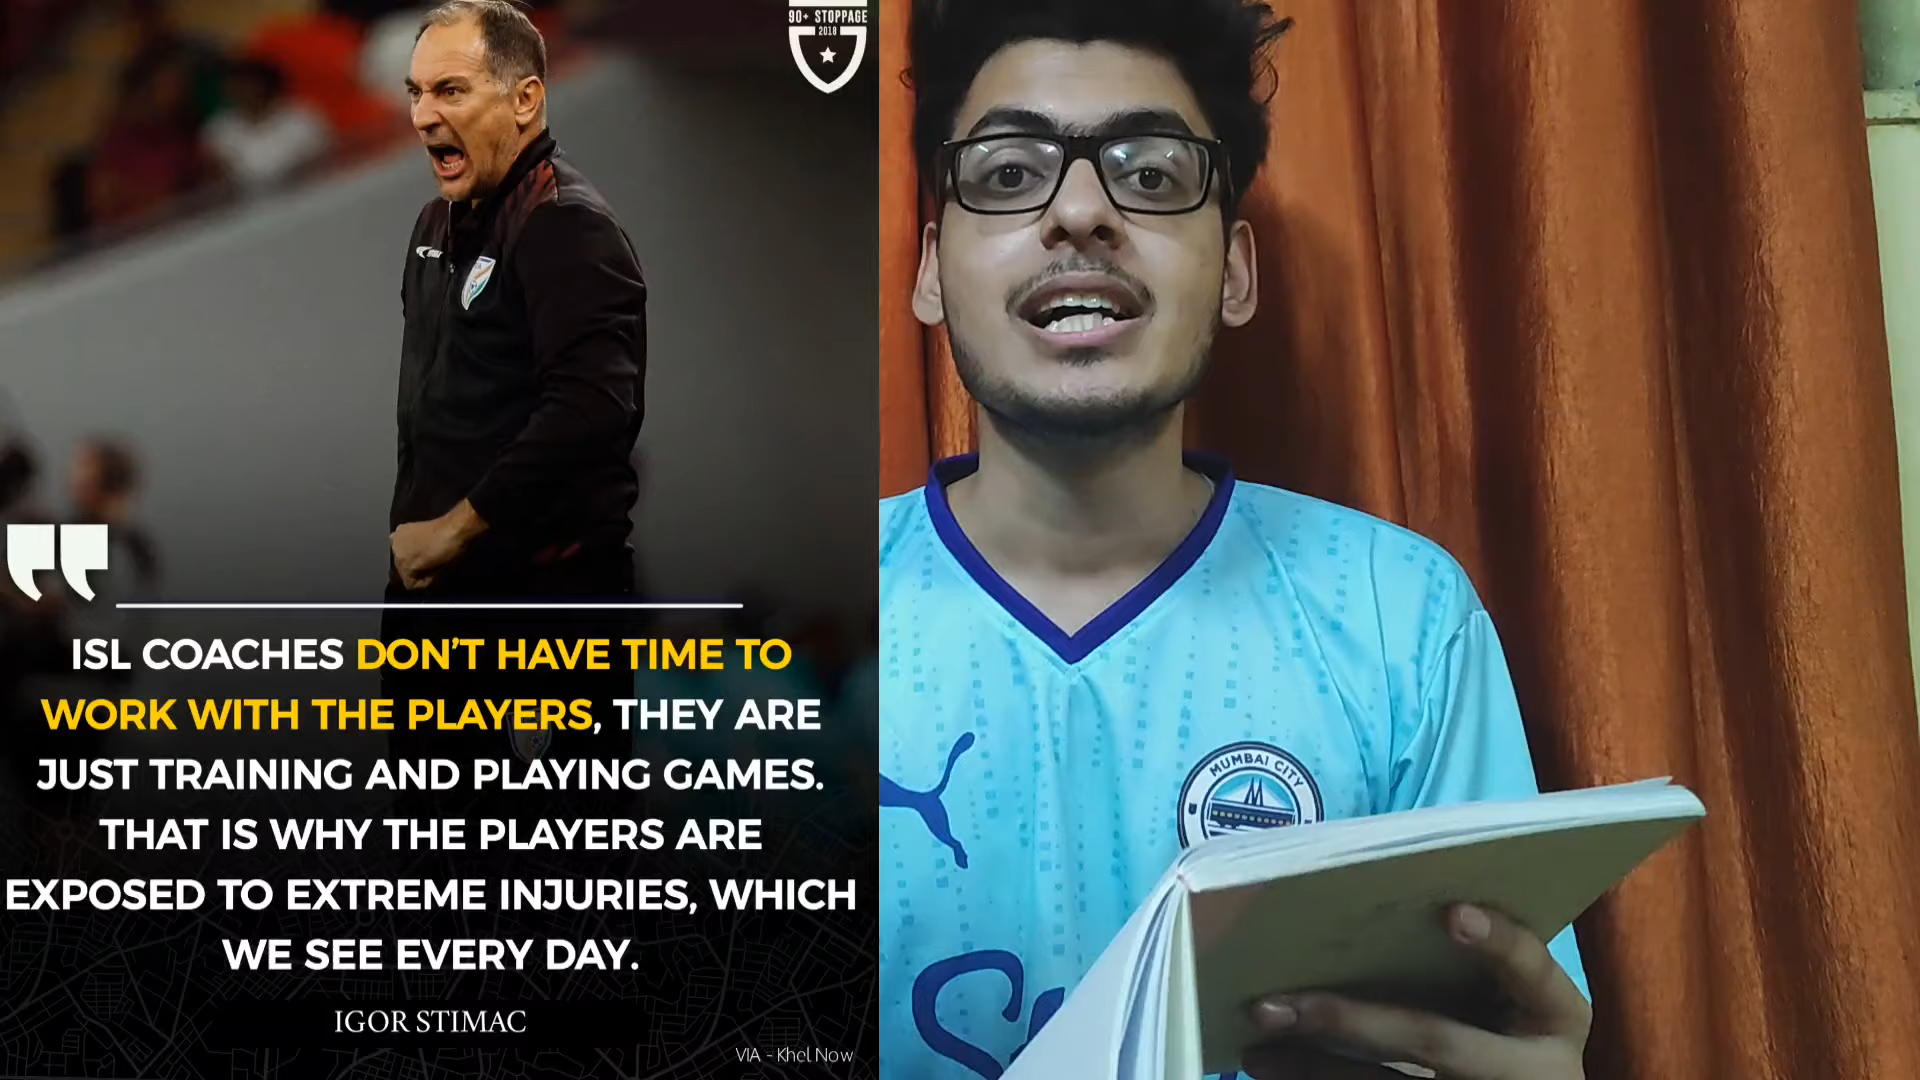 90+ STOPPAGE
2018
ISL COACHES DON'T HAVE TIME TO
WORK WITH THE PLAYERS, THEY ARE
JUST TRAINING AND PLAYING GAMES.
THAT IS WHY THE PLAYERS ARE
EXPOSED TO EXTREME INJURIES, WHICH
WE SEE EVERY DAY.
IGOR STIMAC
VIA - Khel Now
MUMBAI CITY